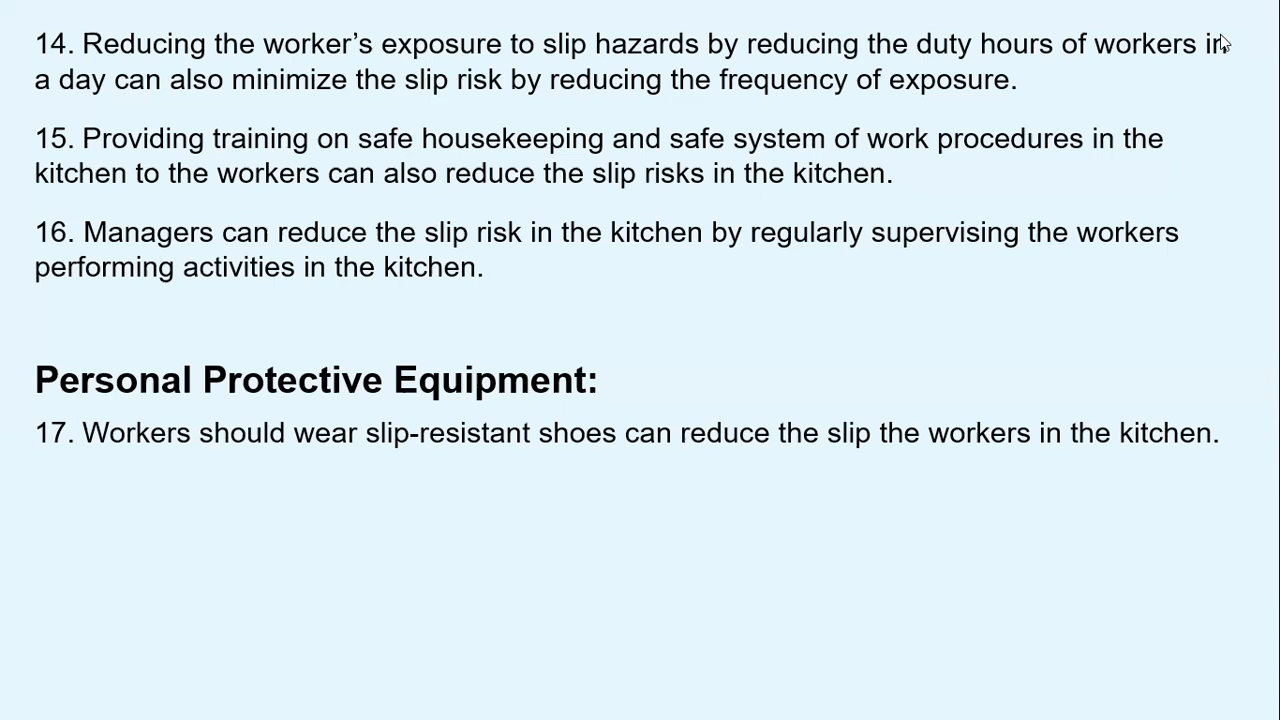 14. Reducing the worker’s exposure to slip hazards by reducing the duty hours of workers in
a day can also minimize the slip risk by reducing the frequency of exposure.
15. Providing training on safe housekeeping and safe system of work procedures in the
kitchen to the workers can also reduce the slip risks in the kitchen.
16. Managers can reduce the slip risk in the kitchen by regularly supervising the workers
performing activities in the kitchen.
Personal Protective Equipment:
17. Workers should wear slip-resistant shoes can reduce the slip the workers in the kitchen.